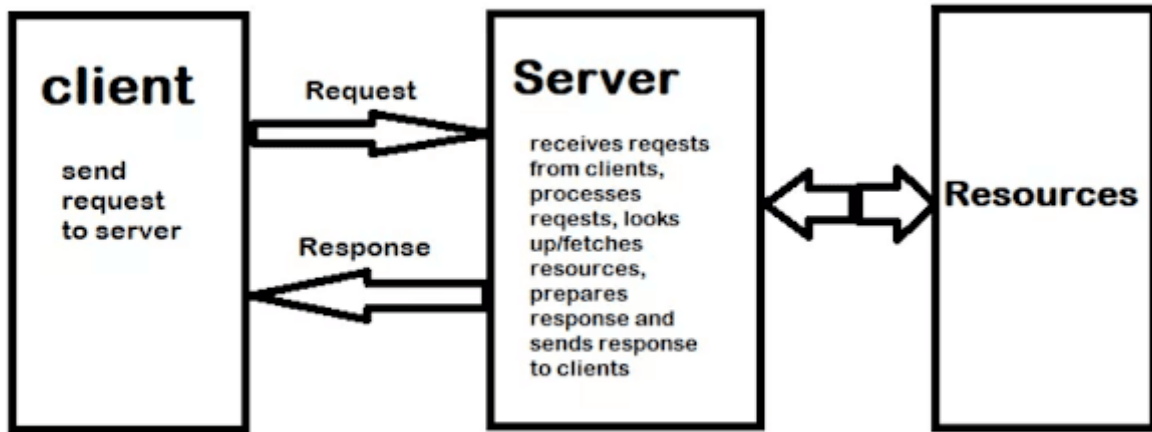 client
send
request
to server
Request
Response
Server
receives reqests
from clients,
processes
reqests, looks
up/fetches
resources,
prepares
response and
sends response
to clients
Resources